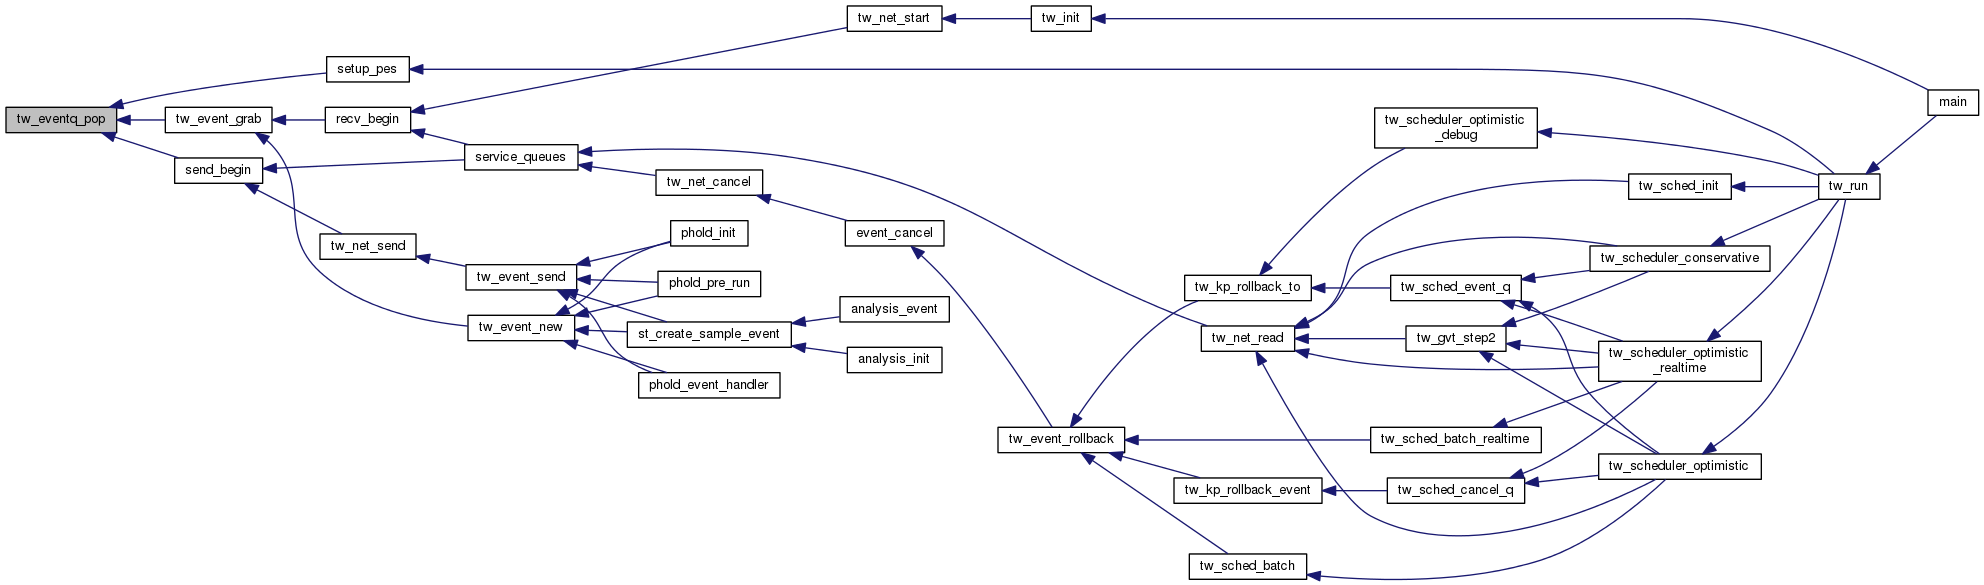 tw_net_start
tw_init
setup_pes
main
tw_eventq_pop
tw_event_grab
recv_begin
tw_scheduler_optimistic
_debug
send_begin
service_queues
tw_net_cancel
tw_sched_init
tw_run
phold_init
event_cancel
tw_net_send
tw_scheduler_conservative
tw_event_send
phold_pre_run
tw_kp_rollback_to
tw_sched_event_q
analysis_event
tw_event_new
st_create_sample_event
tw_net_read
tw_gvt_step2
analysis_init
tw_scheduler_optimistic
_realtime
phold_event_handler
tw_event_rollback
tw_sched_batch_realtime
tw_scheduler_optimistic
tw_kp_rollback_event
tw_sched_cancel_q
tw_sched_batch